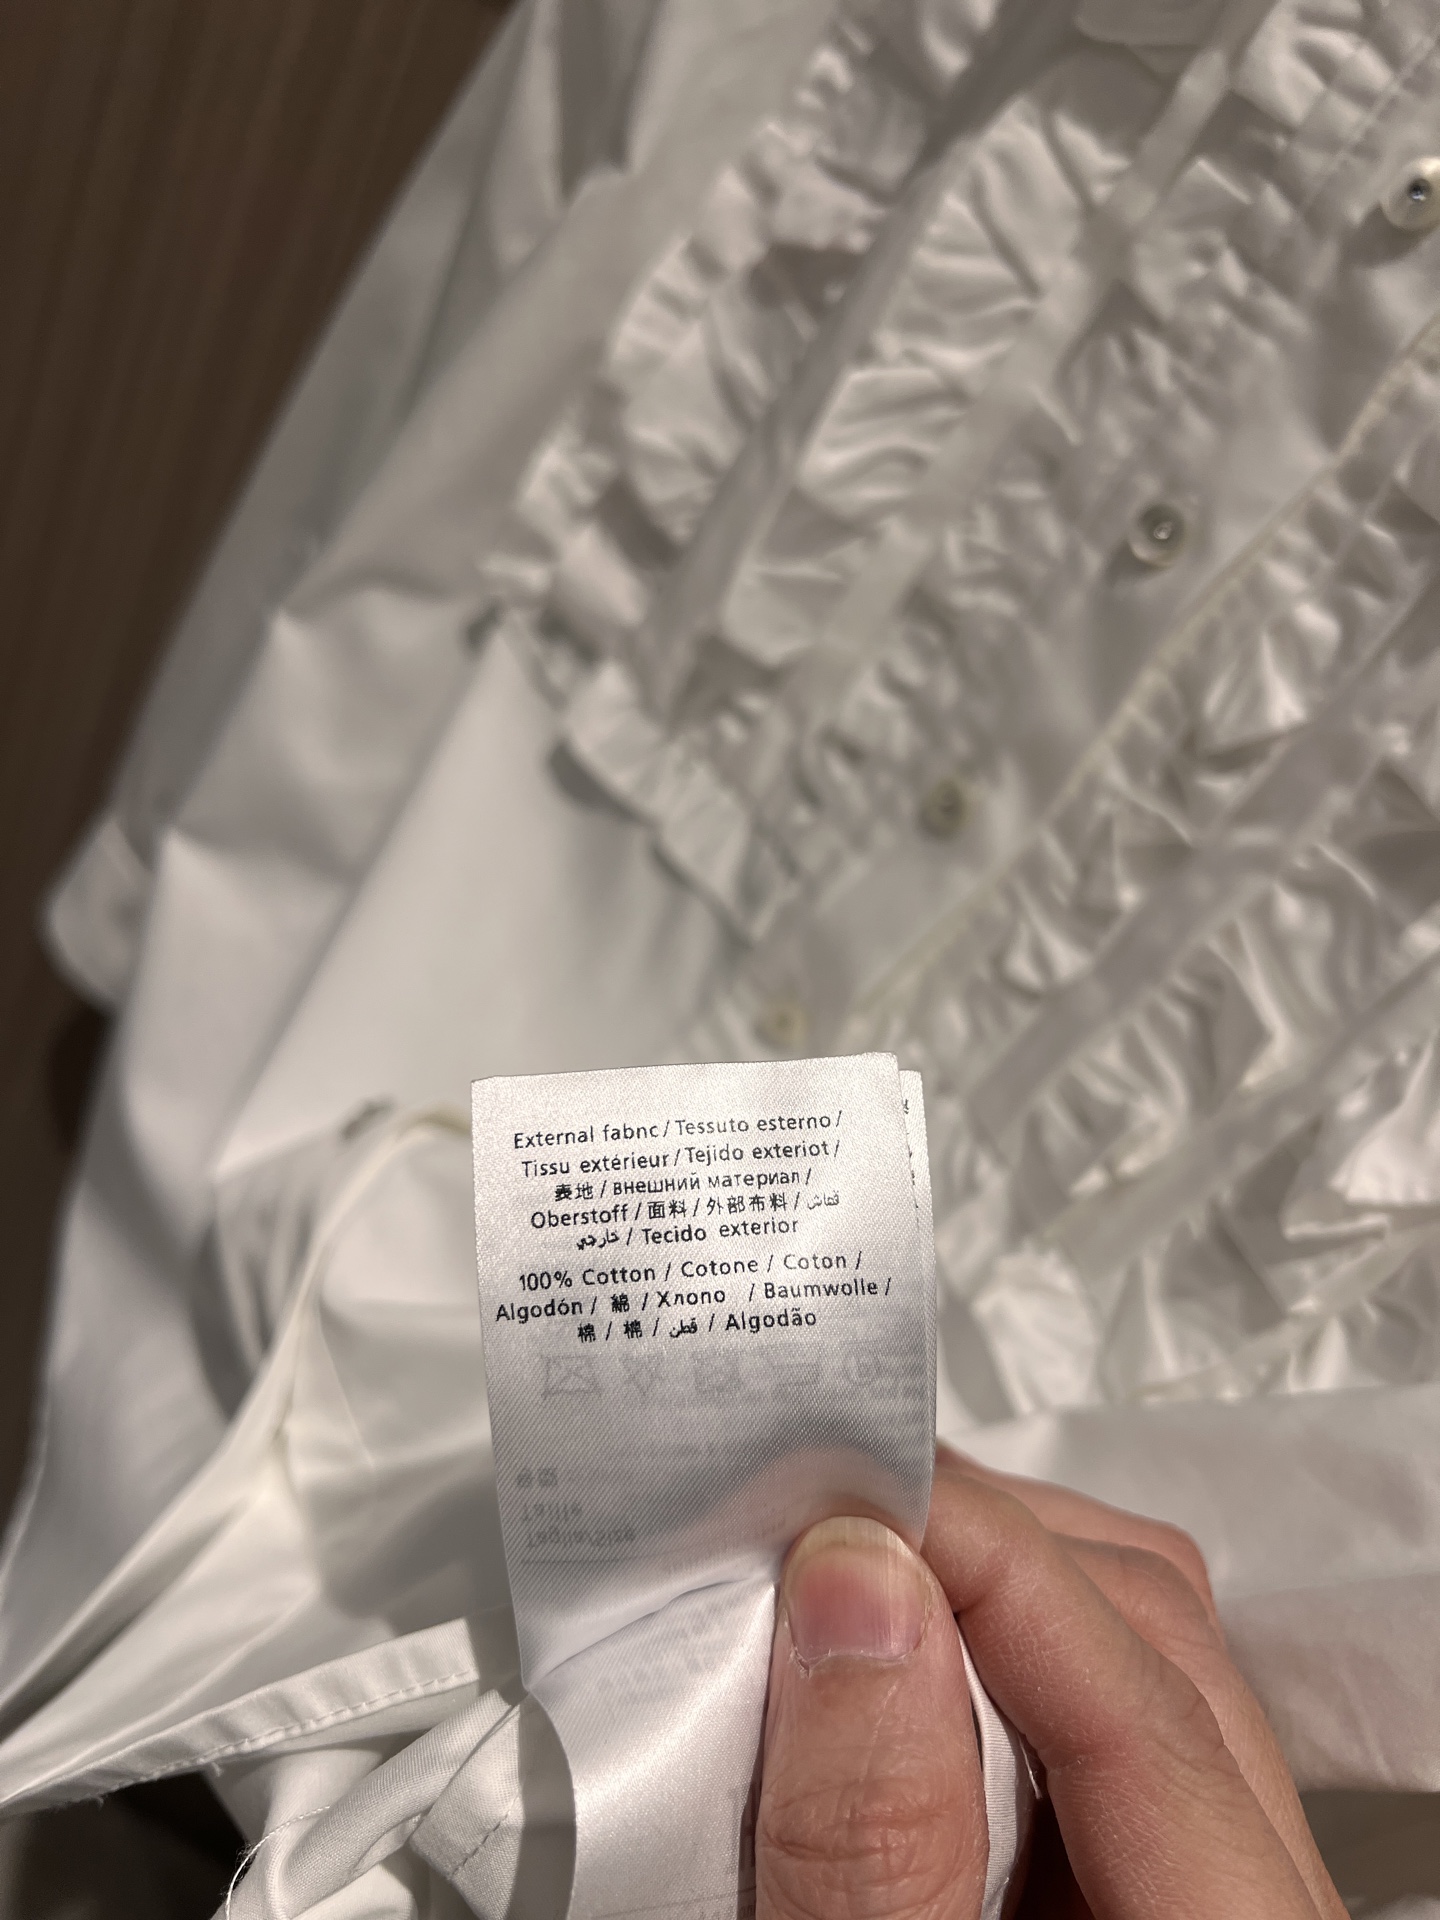 External fabnc / Tessuto esterno /
Tissu extérieur / Tejido exteriot /
表地 / внешний материал /
Oberstoff / 面料 / 外部布料 / قماش
خارجي / Tecido exterior
100% Cotton / Cotone / Coton /
Algodón / 綿 / Хлопо / Baumwolle /
棉 / 棉 / قطن / Algodão